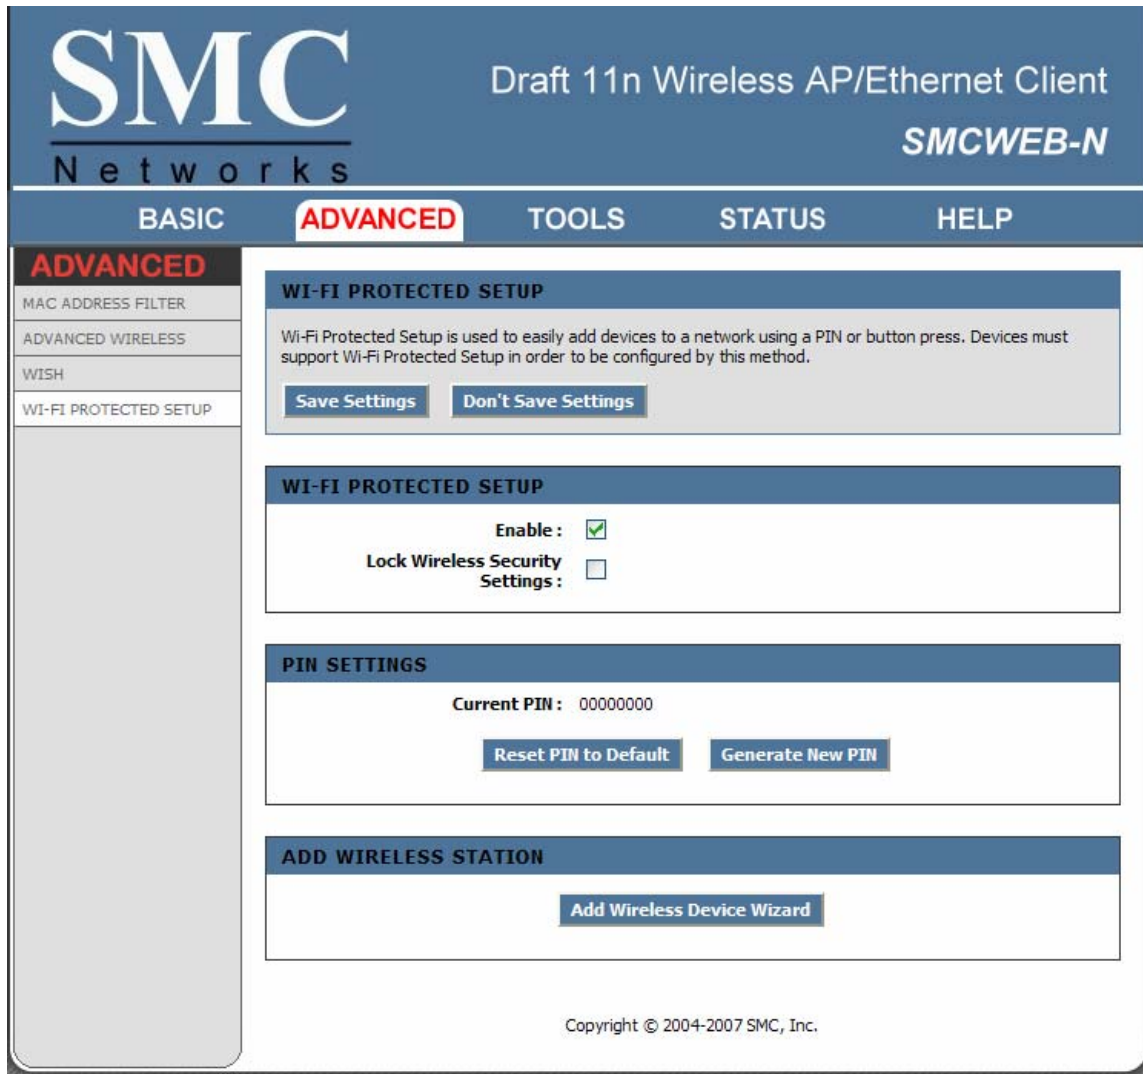 SMC
Networks
Draft 11n Wireless AP/Ethernet Client
SMCWEB-N
BASIC ADVANCED TOOLS STATUS HELP
ADVANCED
MAC ADDRESS FILTER
ADVANCED WIRELESS
WISH
WI-FI PROTECTED SETUP
WI-FI PROTECTED SETUP
Wi-Fi Protected Setup is used to easily add devices to a network using a PIN or button press. Devices must
support Wi-Fi Protected Setup in order to be configured by this method.
Save Settings Don't Save Settings
WI-FI PROTECTED SETUP
Enable :
Lock Wireless Security
Settings :
PIN SETTINGS
Current PIN : 00000000
Reset PIN to Default Generate New PIN
ADD WIRELESS STATION
Add Wireless Device Wizard
Copyright © 2004-2007 SMC, Inc.